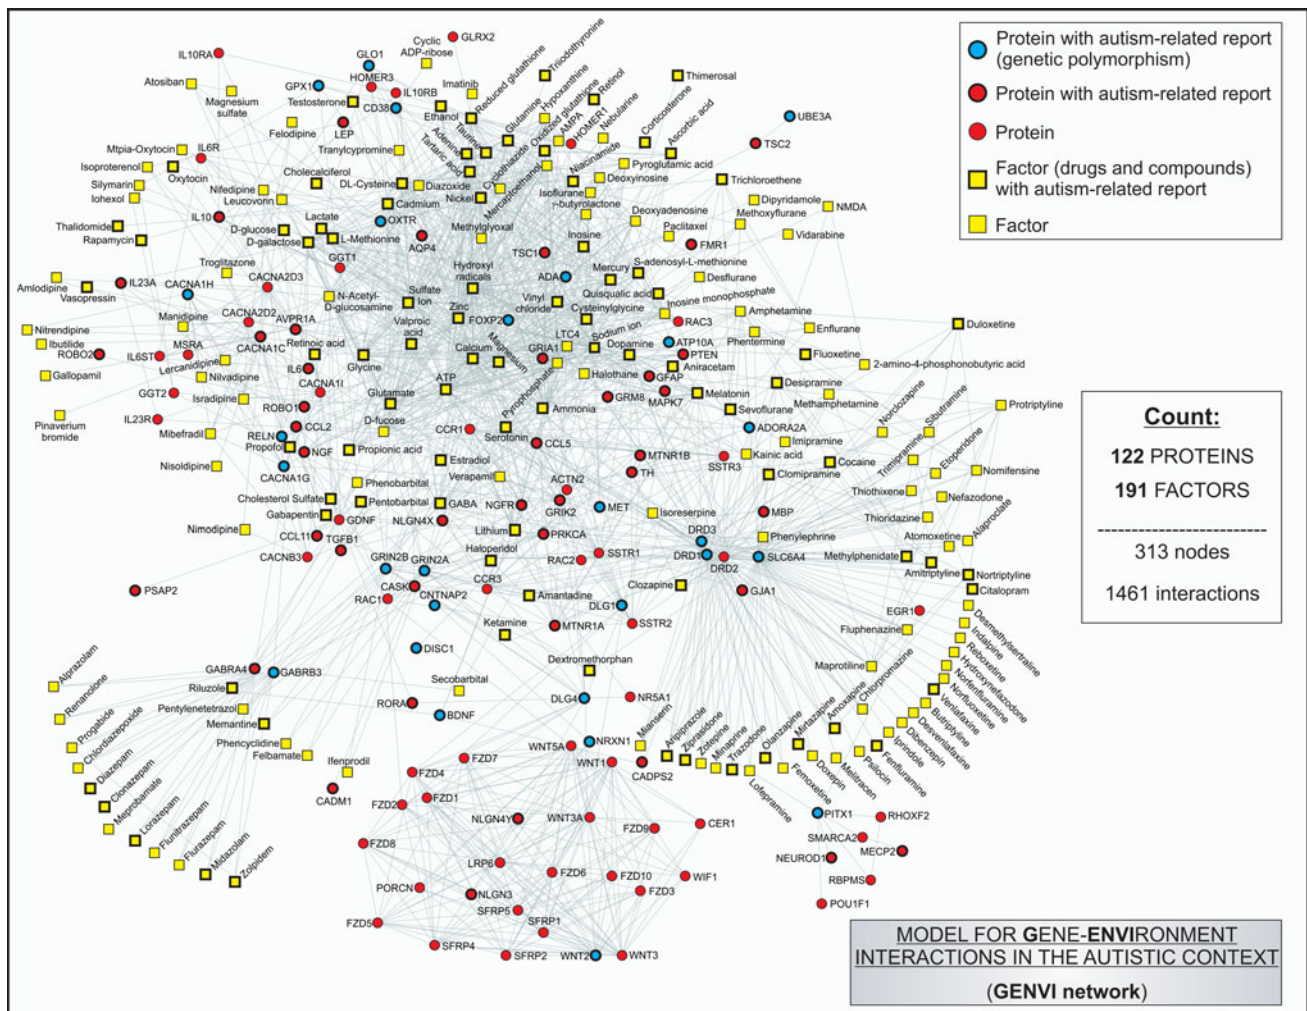 Protein with autism-related report
(genetic polymorphism)
Protein with autism-related report
Protein
Factor (drugs and compounds)
with autism-related report
Factor
Count:
122 PROTEINS
191 FACTORS
313 nodes
1461 interactions
MODEL FOR GENE-ENVIRONMENT
INTERACTIONS IN THE AUTISTIC CONTEXT
(GENVI network)
IL10RA
GLO1
Cyclic
ADP-ribose
GLRX2
Atosiban
Magnesium
sulfate
GPX1
HOMER3
IL10RB
Testosterone
CD38
Imatinib
Ethanol
Reduced glutathione
Triiodothyronine
Hypoxanthine
Retinol
Thimerosal
UBE3A
TSC2
Felodipine
LEP
Taurine
Glutamine
Oxidized glutathione
AMPA
HOMER1
Nebularine
Corticosterone
Ascorbic acid
Mtpia-Oxytocin
IL6R
Tranylcypromine
Adenine
Tartaric acid
Cyclothiazide
Niacinamide
Pyroglutamic acid
Isoproterenol
Oxytocin
Cholecalciferol
DL-Cysteine
Diazoxide
Nickel
Mercaptoethanol
Isoflurane
Deoxyinosine
Trichloroethene
Silymarin
Iohexol
Nifedipine
Leucovorin
Cadmium
γ-butyrolactone
Dipyridamole
NMDA
Thalidomide
Rapamycin
IL10
D-glucose
D-galactose
Lactate
L-Methionine
OXTR
AQP4
Methylglyoxal
Inosine
Deoxyadenosine
Paclitaxel
Methoxyflurane
Vidarabine
Troglitazone
GGT1
TSC1
FMR1
Amlodipine
Vasopressin
IL23A
CACNA1H
CACNA2D3
Hydroxyl
radicals
ADA
Mercury
S-adenosyl-L-methionine
Desflurane
N-Acetyl-
D-glucosamine
Sulfate
Ion
Vinyl
chloride
Quisqualic acid
Cysteinylglycine
Inosine monophosphate
Nitrendipine
Ibutilide
Manidipine
CACNA2D2
AVPR1A
Zinc
FOXP2
RAC3
Amphetamine
Enflurane
Duloxetine
ROBO2
IL6ST
MSRA
CACNA1C
Valproic
acid
LTC4
Sodium ion
ATP10A
Phentermine
Gallopamil
Lercanidipine
Retinoic acid
Glycine
Calcium
Magnesium
GRIA1
Dopamine
PTEN
Fluoxetine
2-amino-4-phosphonobutyric acid
Nilvadipine
IL6
ATP
Halothane
Aniracetam
GFAP
Desipramine
GGT2
Isradipine
CACNA1I
Glutamate
Pyrophosphate
GRM8
MAPK7
Melatonin
Methamphetamine
Pinaverium
bromide
IL23R
ROBO1
Ammonia
Sevoflurane
Norclozapine
Sibutramine
Protriptyline
Mibefradil
RELN
CCL2
D-fucose
CCR1
Serotonin
ADORA2A
Imipramine
Propofol
NGF
Propionic acid
CCL5
Nisoldipine
CACNA1G
Estradiol
Verapamil
MTNR1B
TH
SSTR3
Kainic acid
Clomipramine
Cocaine
Trimipramine
Etoperidone
Nomifensine
Phenobarbital
ACTN2
Cholesterol Sulfate
Pentobarbital
GABA
NGFR
GRIK2
MET
Isoreserpine
MBP
Thiothixene
Nefazodone
Gabapentin
GDNF
NLGN4X
Thioridazine
Alaproclate
Nimodipine
CCL11
TGFB1
Lithium
PRKCA
DRD3
Phenylephrine
Atomoxetine
CACNB3
GRIN2B
GRIN2A
Haloperidol
RAC2
SSTR1
DRD1
DRD2
SLC6A4
Methylphenidate
Amitriptyline
Nortriptyline
PSAP2
RAC1
CASK
CNTNAP2
CCR3
Amantadine
Clozapine
DLG1
GJA1
Citalopram
Ketamine
MTNR1A
SSTR2
EGR1
Fluphenazine
Desmethylsertraline
Indalpine
Reboxetine
Hydroxynefazodone
Norfenfluramine
Norfluoxetine
Venlafaxine
Butriptyline
Desvenlafaxine
Dibenzepin
Iprindole
Fenfluramine
Psilocin
Melitracen
Doxepin
Femoxetine
Lofepramine
DISC1
Dextromethorphan
Maprotiline
Chlorpromazine
Amoxapine
Mirtazapine
Olanzapine
Trazodone
Minaprine
Zotepine
Ziprasidone
Aripiprazole
Mianserin
GABRA4
GABRB3
Alprazolam
Renanolone
Progabide
Chlordiazepoxide
Diazepam
Clonazepam
Meprobamate
Lorazepam
Flunitrazepam
Flurazepam
Midazolam
Zolpidem
Riluzole
Pentylenetetrazol
Memantine
Phencyclidine
Felbamate
Ifenprodil
Secobarbital
RORA
BDNF
DLG4
NR5A1
CADM1
NRXN1
WNT5A
WNT1
CADPS2
FZD7
FZD4
FZD1
FZD2
NLGN4Y
WNT3A
FZD9
CER1
PITX1
RHOXF2
SMARCA2
MECP2
NEUROD1
RBPMS
POU1F1
FZD8
LRP6
FZD6
FZD10
WIF1
FZD3
PORCN
NLGN3
SFRP5
SFRP1
FZD5
SFRP4
SFRP2
WNT2
WNT3